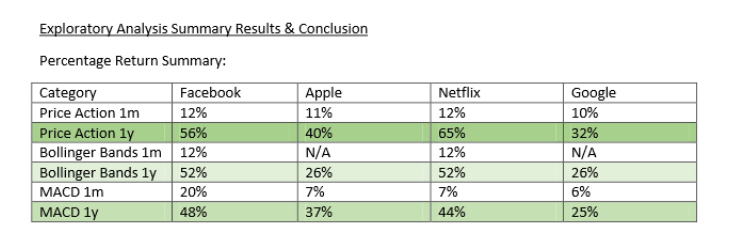 Exploratory Analysis Summary Results & Conclusion
Percentage Return Summary:
Category Facebook Apple Netflix Google
Price Action 1m 12% 11% 12% 10%
Price Action 1y 56% 40% 65% 32%
Bollinger Bands 1m 12% N/A 12% N/A
Bollinger Bands 1y 52% 26% 52% 26%
MACD 1m 20% 7% 7% 6%
MACD 1y 48% 37% 44% 25%